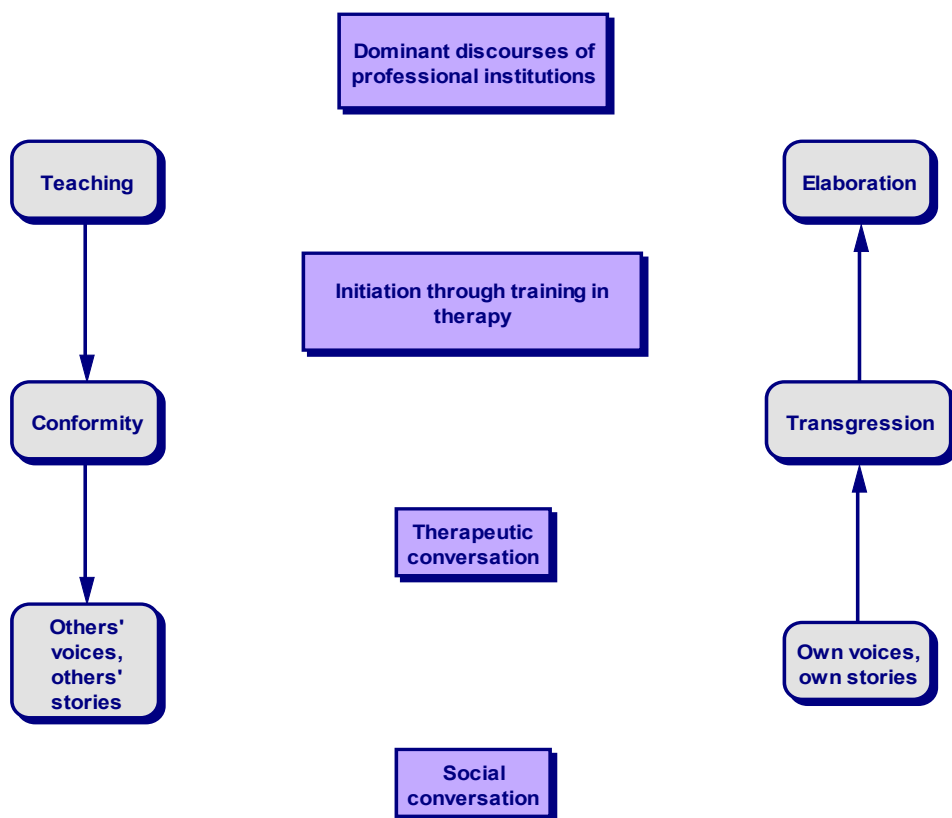 Dominant discourses of
professional institutions
Teaching
Elaboration
Initiation through training in
therapy
Conformity
Transgression
Therapeutic
conversation
Others'
voices,
others'
stories
Own voices,
own stories
Social
conversation